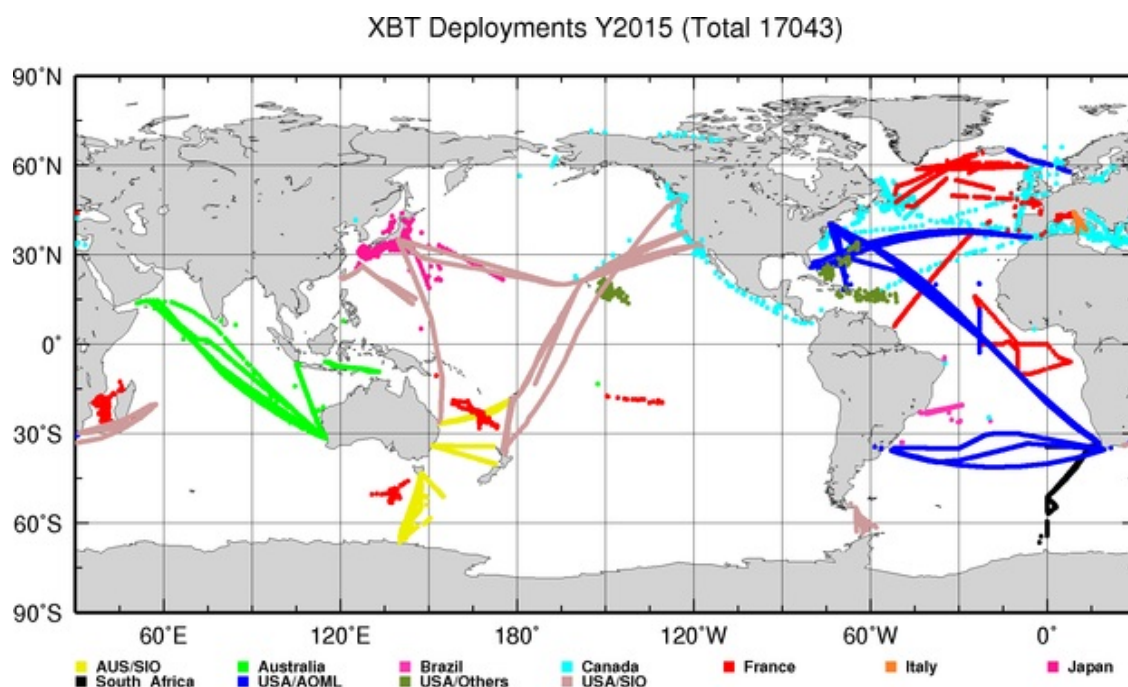 XBT Deployments Y2015 (Total 17043)
90°N
60°N
30°N
0°
30°S
60°S
90°S
60°E 120°E 180° 120°W 60°W 0°
AUS/SIO Australia Brazil Canada France Italy Japan
South Africa USA/AOML USA/Others USA/SIO